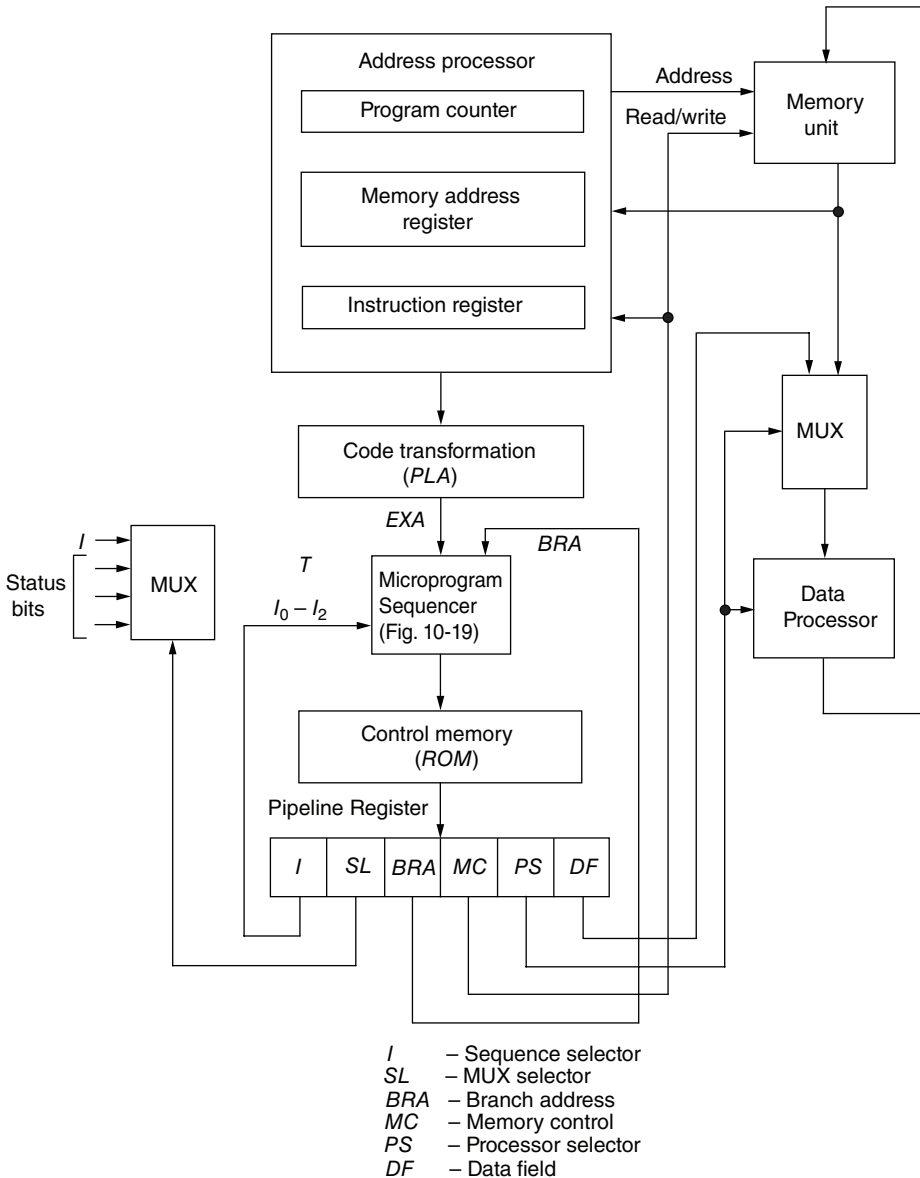 Address processor
Program counter
Memory address
register
Instruction register
Address
Read/write
Memory
unit
Code transformation
(PLA)
EXA
BRA
MUX
I
Status
bits
MUX
T
I0 – I2
Microprogram
Sequencer
(Fig. 10-19)
Data
Processor
Control memory
(ROM)
Pipeline Register
I SL BRA MC PS DF
I – Sequence selector
SL – MUX selector
BRA – Branch address
MC – Memory control
PS – Processor selector
DF – Data field